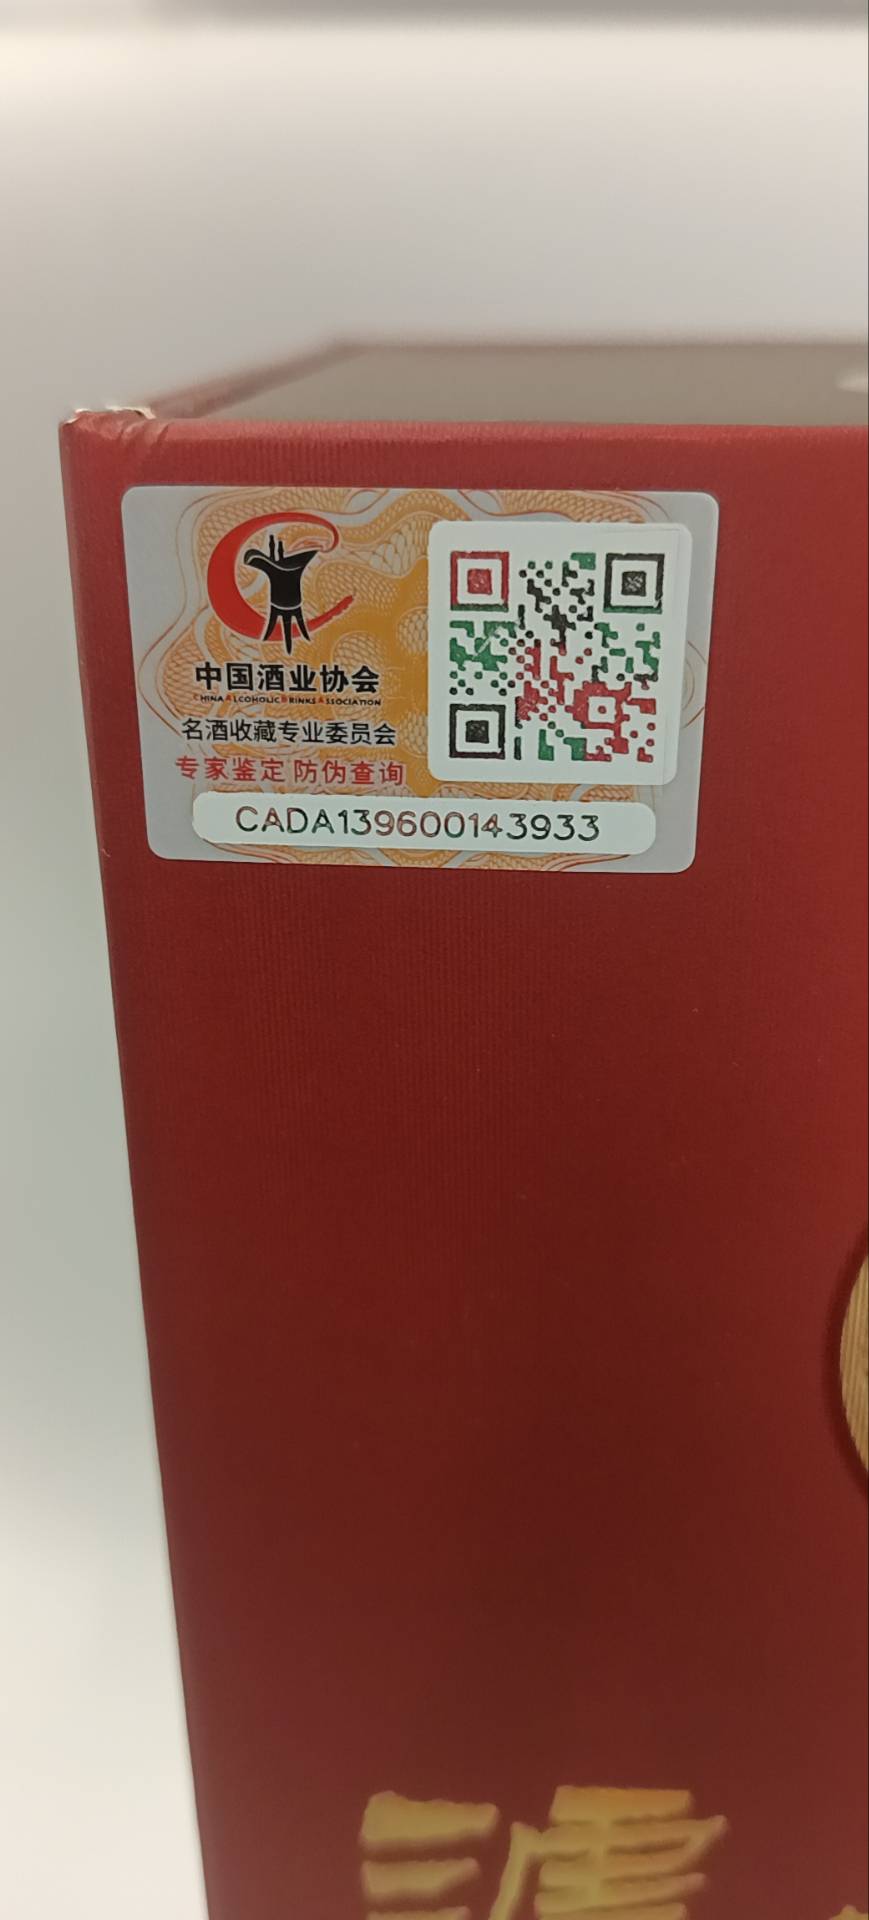 中国酒业协会
CHINA ALCOHOLIC DRINKS ASSOCIATION
名酒收藏专业委员会
专家鉴定 防伪查询
CADA139600143933